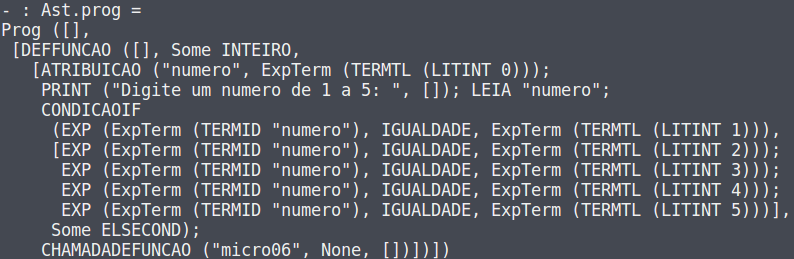 - : Ast.prog =
Prog ([],
 [DEFFUNCAO ([], Some INTEIRO,
   [ATRIBUICAO ("numero", ExpTerm (TERMTL (LITINT 0)));
    PRINT ("Digite um numero de 1 a 5: ", []); LEIA "numero";
    CONDICAOIF
     (EXP (ExpTerm (TERMID "numero"), IGUALDADE, ExpTerm (TERMTL (LITINT 1))),
     [EXP (ExpTerm (TERMID "numero"), IGUALDADE, ExpTerm (TERMTL (LITINT 2)));
      EXP (ExpTerm (TERMID "numero"), IGUALDADE, ExpTerm (TERMTL (LITINT 3)));
      EXP (ExpTerm (TERMID "numero"), IGUALDADE, ExpTerm (TERMTL (LITINT 4)));
      EXP (ExpTerm (TERMID "numero"), IGUALDADE, ExpTerm (TERMTL (LITINT 5)))],
     Some ELSECOND);
    CHAMADADEFUNCAO ("micro06", None, [])])])